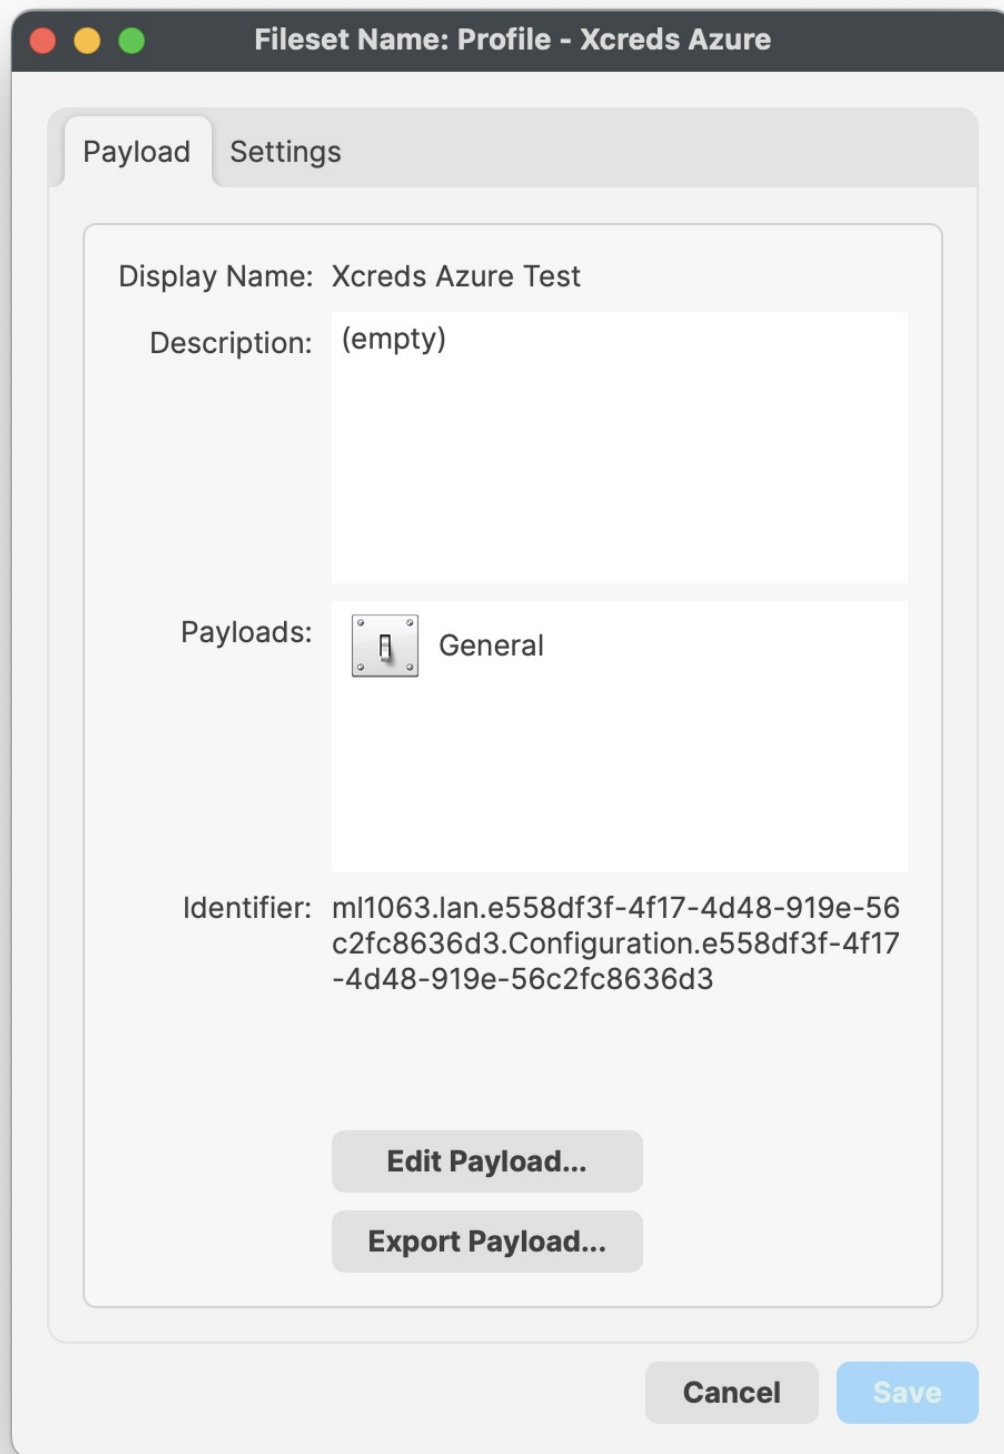 Fileset Name: Profile - Xcreds Azure
Payload Settings
Display Name: Xcreds Azure Test
Description: (empty)
Payloads: General
Identifier: ml1063.lan.e558df3f-4f17-4d48-919e-56
c2fc8636d3.Configuration.e558df3f-4f17
-4d48-919e-56c2fc8636d3
Edit Payload...
Export Payload...
Cancel Save